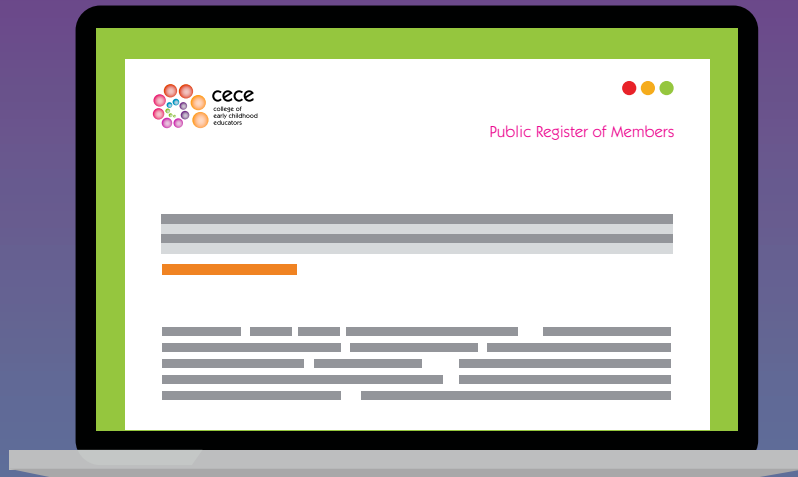 cece
college of
early childhood
educators
Public Register of Members